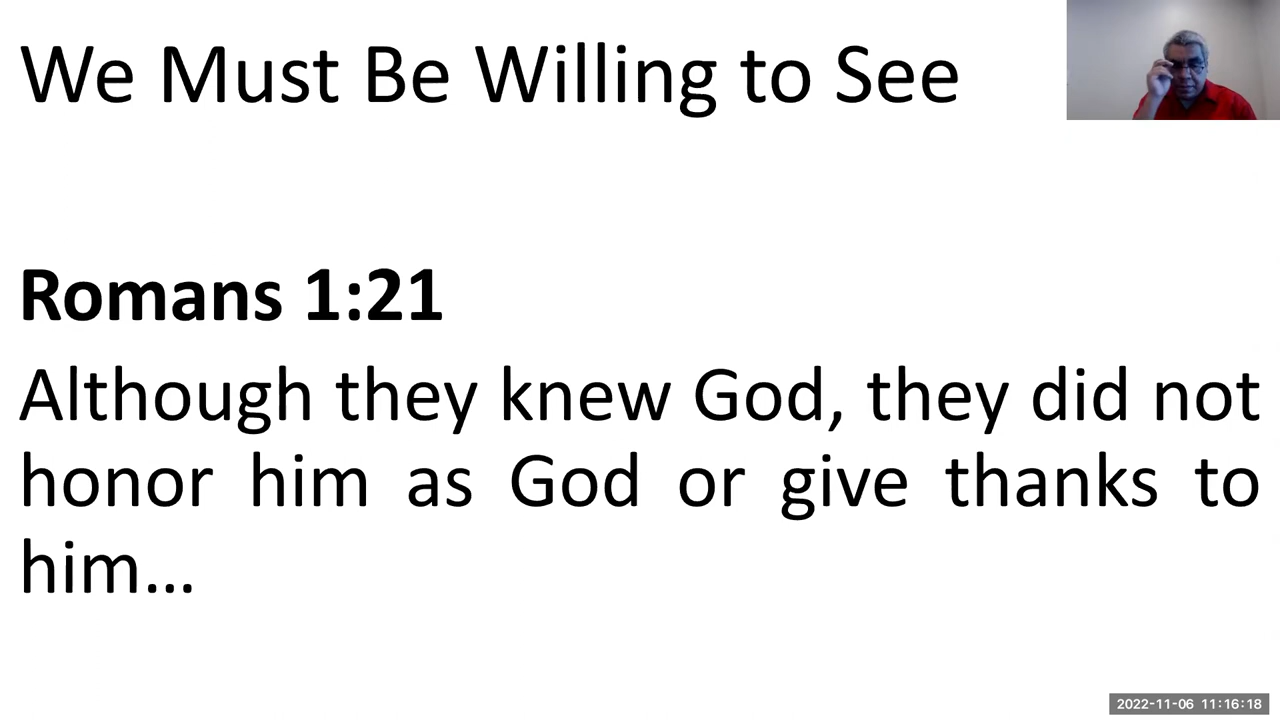 We Must Be Willing to See
Romans 1:21
Although they knew God, they did not
honor him as God or give thanks to
him...
2022-11-06 11:16:18